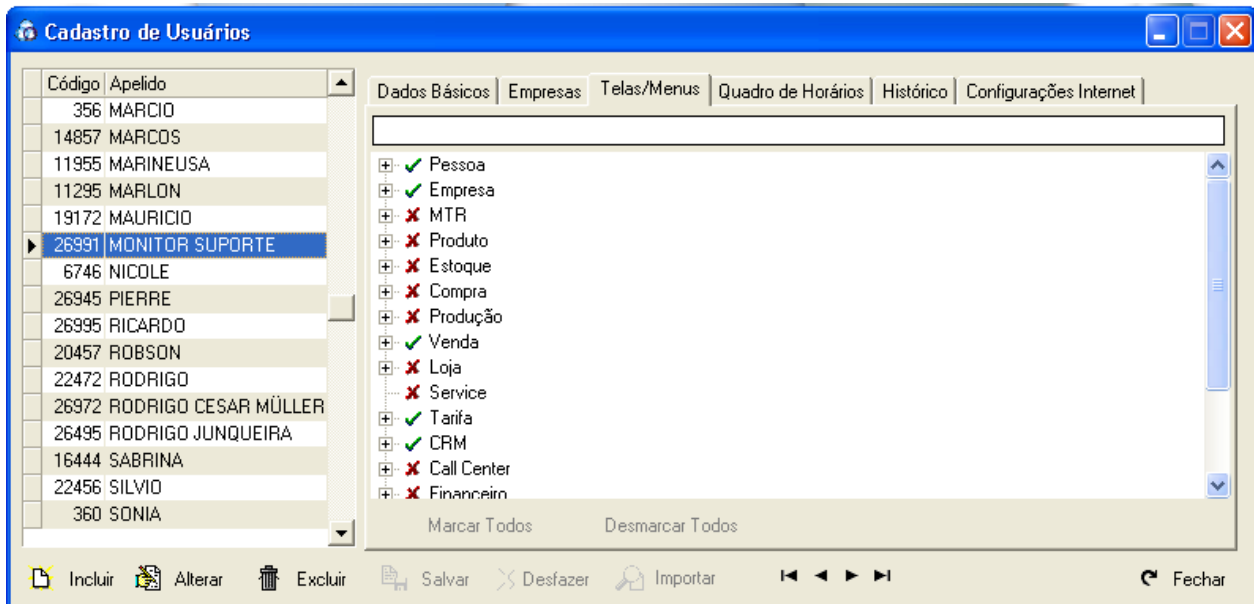 Cadastro de Usuários
Código Apelido
356 MARCIO
14857 MARCOS
11955 MARINEUSA
11295 MARLON
19172 MAURICIO
26991 MONITOR SUPORTE
6746 NICOLE
26945 PIERRE
26995 RICARDO
20457 ROBSON
22472 RODRIGO
26972 RODRIGO CESAR MÜLLER
26495 RODRIGO JUNQUEIRA
16444 SABRINA
22456 SILVIO
360 SONIA
Dados Básicos Empresas Telas/Menus Quadro de Horários Histórico Configurações Internet
Pessoa
Empresa
MTR
Produto
Estoque
Compra
Produção
Venda
Loja
Service
Tarifa
CRM
Call Center
Financeiro
Marcar Todos Desmarcar Todos
Incluir Alterar Excluir Salvar Desfazer Importar Fechar